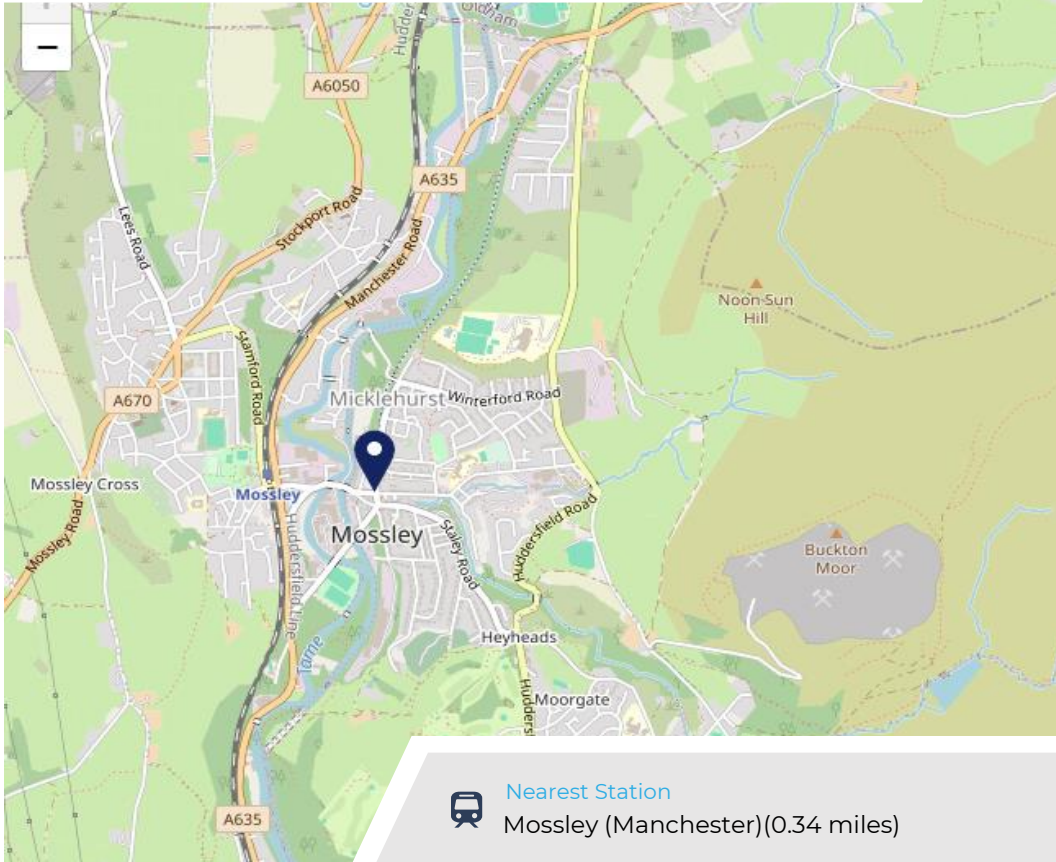 Oldham
Hudder
A6050
A635
Lees Road
Stockport Road
Manchester Road
Noon Sun
Hill
Stamford Road
A670
Micklehurst
Winterford Road
Mossley Cross
Mossley
Mossley
Mossley Road
Huddersfield Line
Staley Road
Huddersfield Road
Buckton
Moor
Tame
Heyheads
Moorgate
Hudders
A635
Nearest Station
Mossley (Manchester)(0.34 miles)